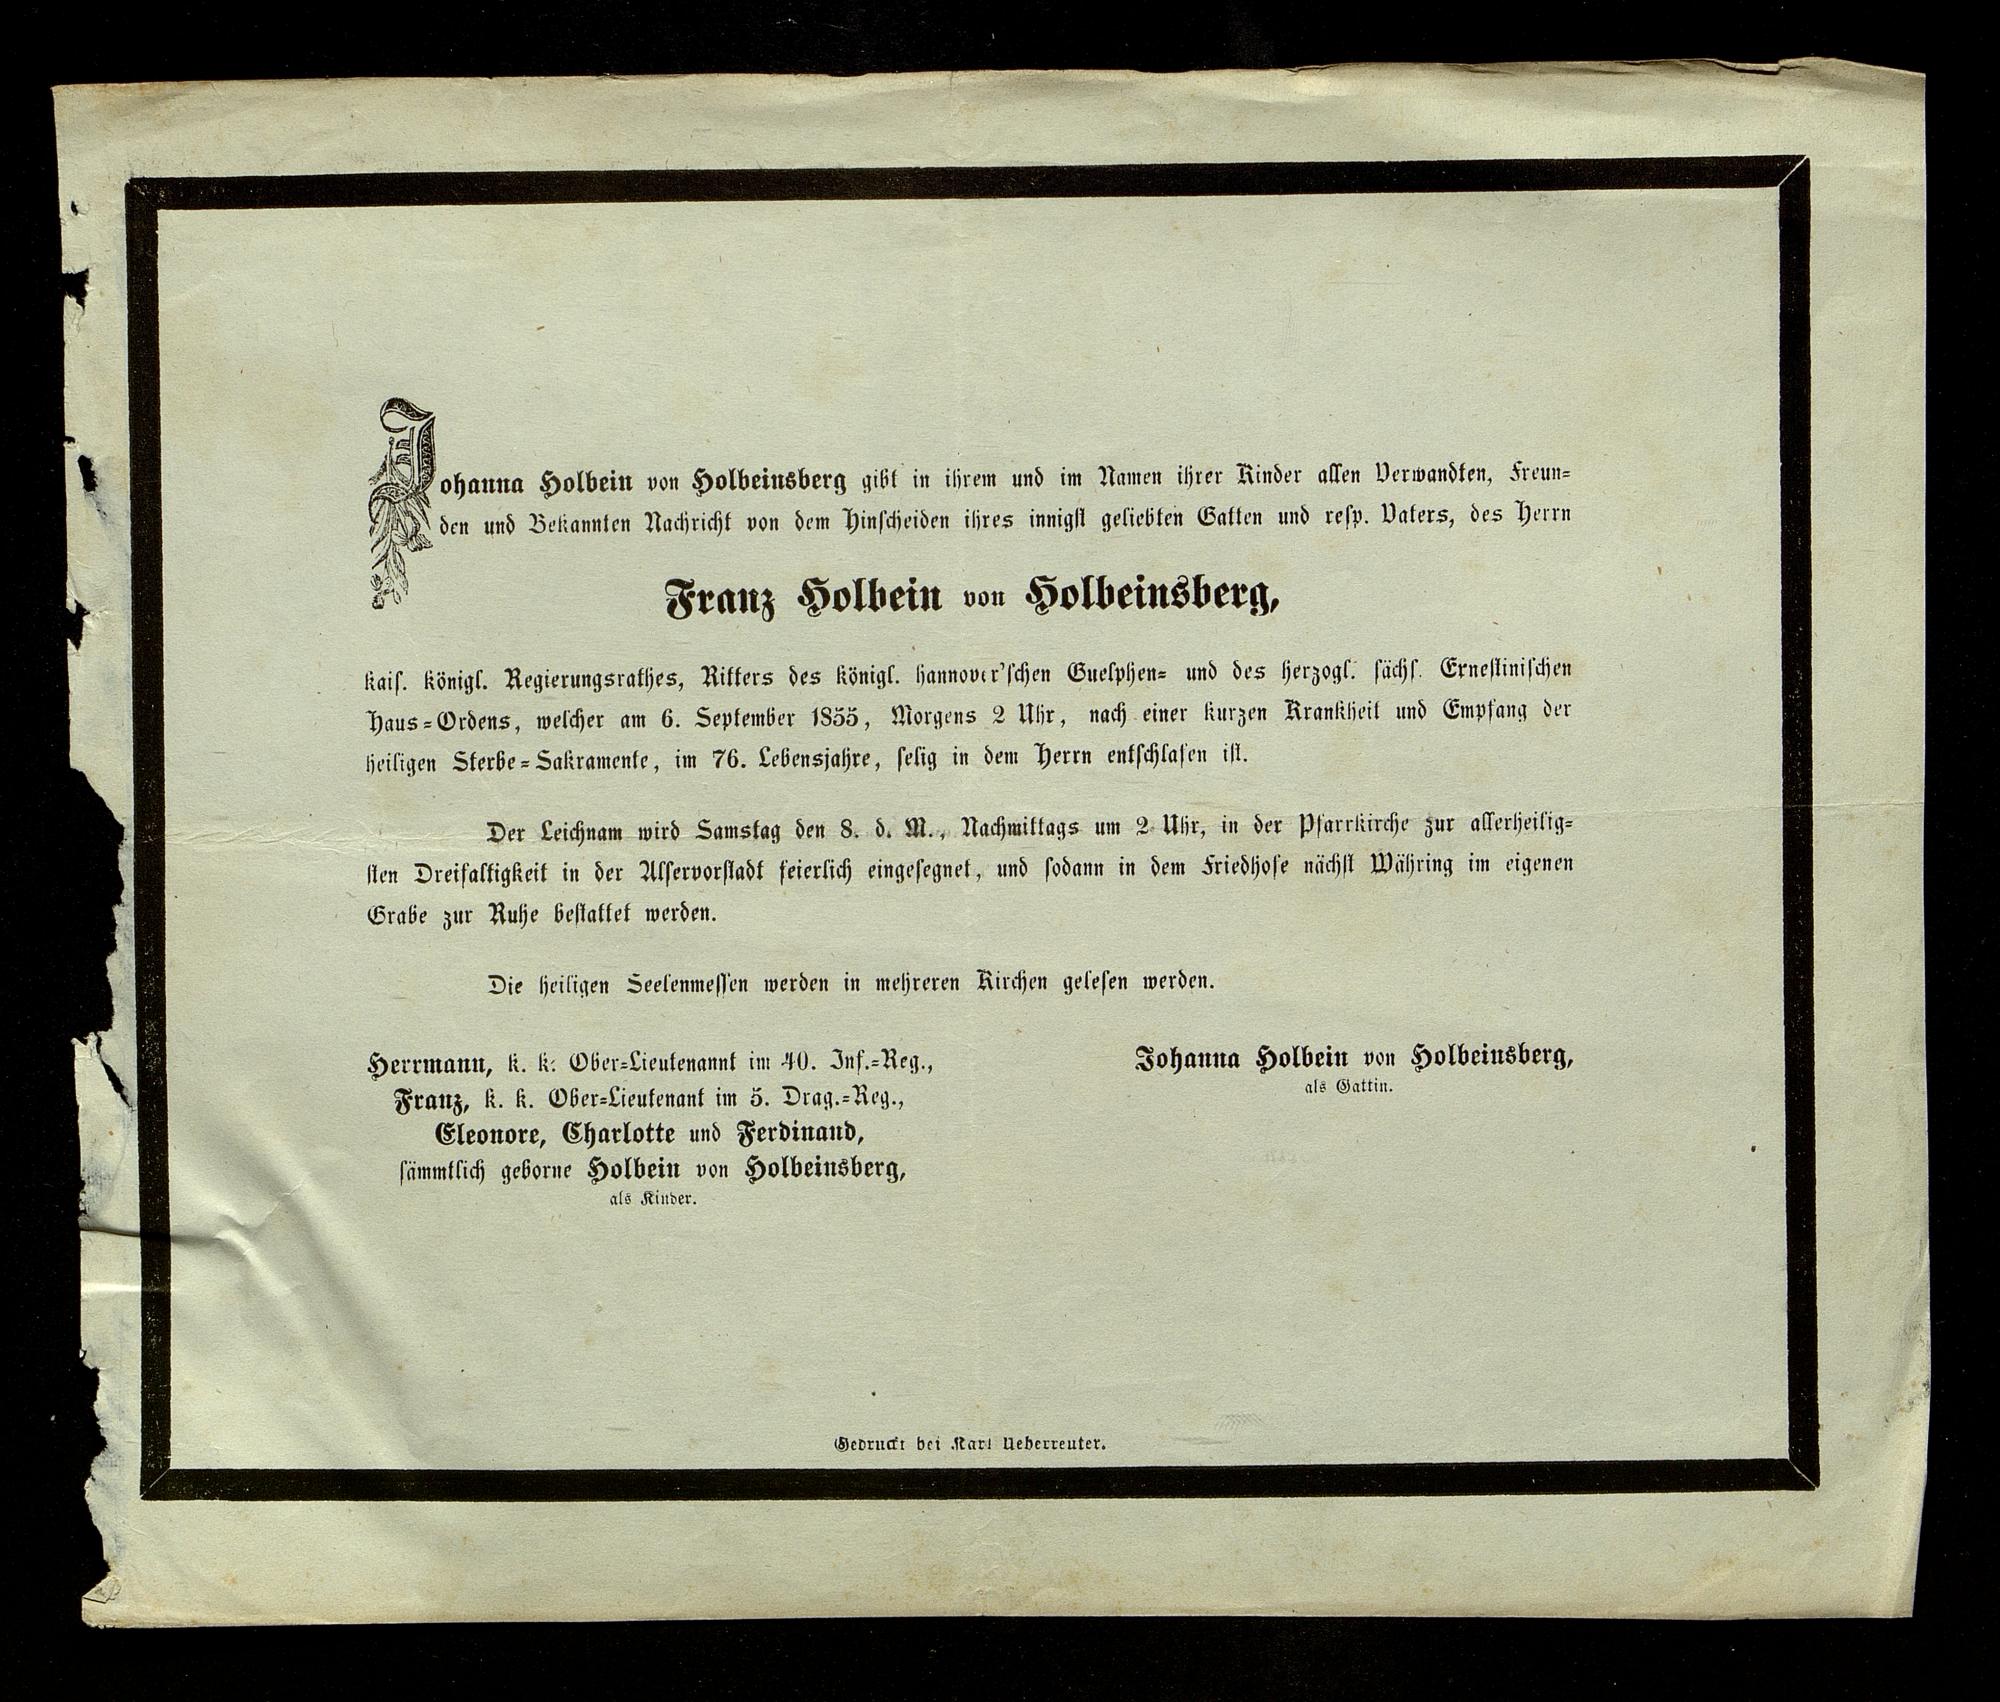 Johanna Holbein von Holbeinsberg gibt in ihrem und im Namen ihrer Kinder allen Verwandten, Freun=
den und Bekannten Nachricht von dem Hinscheiden ihres innigst geliebten Gatten und resp. Vaters, des Herrn
Franz Holbein von Holbeinsberg,
kais. königl. Regierungsrathes, Ritters des königl. hannover'schen Guelphen= und des herzogl. sächs. Ernestinischen
Haus=Ordens, welcher am 6. September 1855, Morgens 2 Uhr, nach einer kurzen Krankheit und Empfang der
heiligen Sterbe=Sakramente, im 76. Lebensjahre, selig in dem Herrn entschlafen ist.
Der Leichnam wird Samstag den 8. d. M., Nachmittags um 2 Uhr, in der Pfarrkirche zur allerheilig=
sten Dreifaltigkeit in der Alservorstadt feierlich eingesegnet, und sodann in dem Friedhofe nächst Währing im eigenen
Grabe zur Ruhe bestattet werden.
Die heiligen Seelenmessen werden in mehreren Kirchen gelesen werden.
Herrmann, k. k. Ober=Lieutenannt im 40. Inf.=Reg.,
Franz, k. k. Ober=Lieutenant im 5. Drag.=Reg.,
Eleonore, Charlotte und Ferdinand,
sämmtlich geborne Holbein von Holbeinsberg,
als Kinder.
Johanna Holbein von Holbeinsberg,
als Gattin.
Gedruckt bei Karl Ueberreuter.